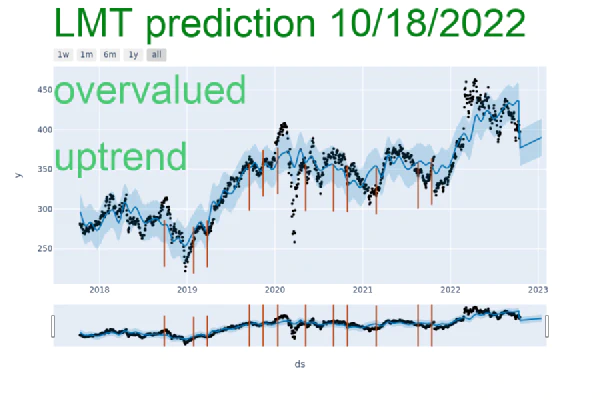 LMT prediction 10/18/2022
1w 1m 6m 1y all
overvalued
uptrend
450
400
350
300
250
y
2018 2019 2020 2021 2022 2023
ds